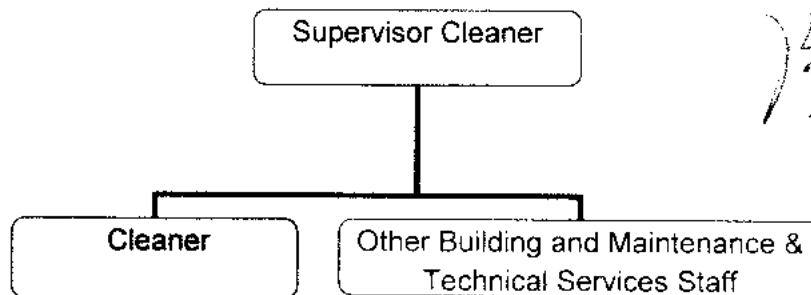 Supervisor Cleaner
Cleaner
Other Building and Maintenance &
Technical Services Staff